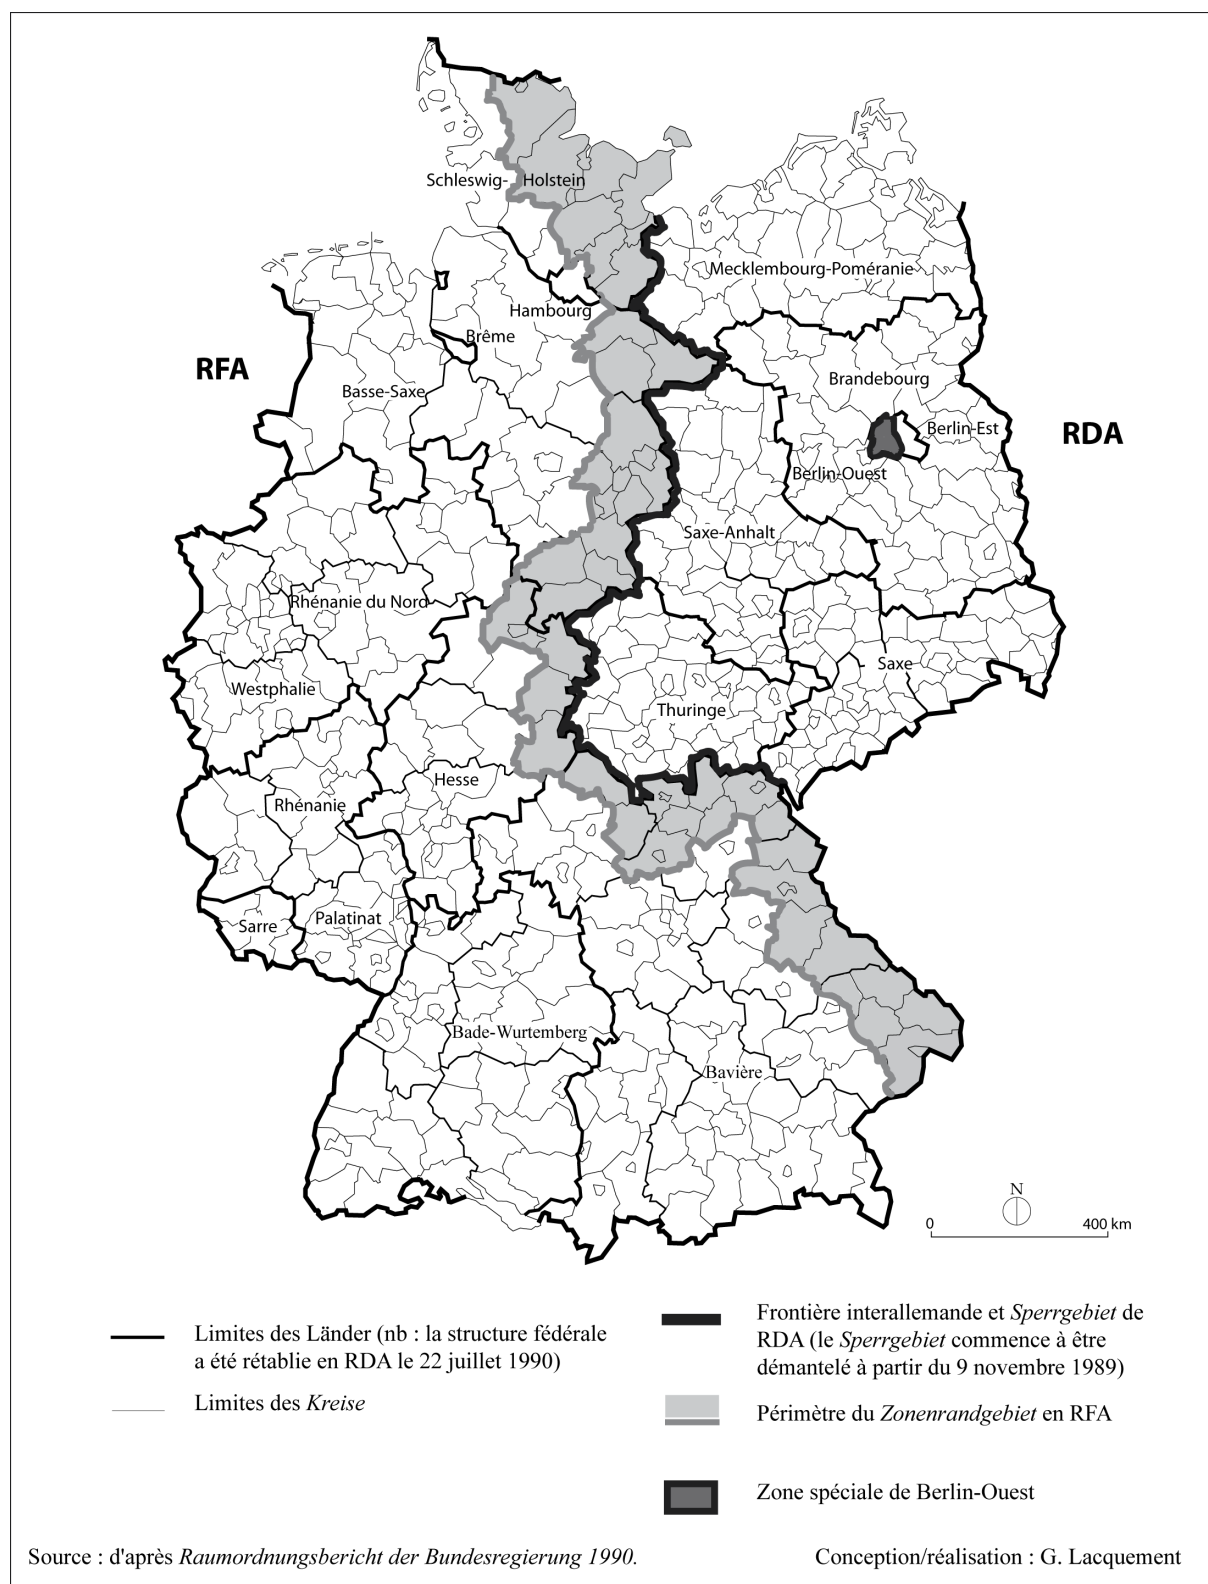 Schleswig-
Holstein
Mecklembourg-Poméranie
Hambourg
Brême
RFA
Brandebourg
Basse-Saxe
Berlin-Est
RDA
Berlin-Ouest
Saxe-Anhalt
Rhénanie du Nord
Saxe
Westphalie
Thuringe
Hesse
Rhénanie
Sarre
Palatinat
Bade-Wurtemberg
Bavière
N
0
400 km
Limites des Länder (nb : la structure fédérale
a été rétablie en RDA le 22 juillet 1990)
Limites des Kreise
Frontière interallemande et Sperrgebiet de
RDA (le Sperrgebiet commence à être
démantelé à partir du 9 novembre 1989)
Périmètre du Zonenrandgebiet en RFA
Zone spéciale de Berlin-Ouest
Source : d'après Raumordnungsbericht der Bundesregierung 1990.
Conception/réalisation : G. Lacquement